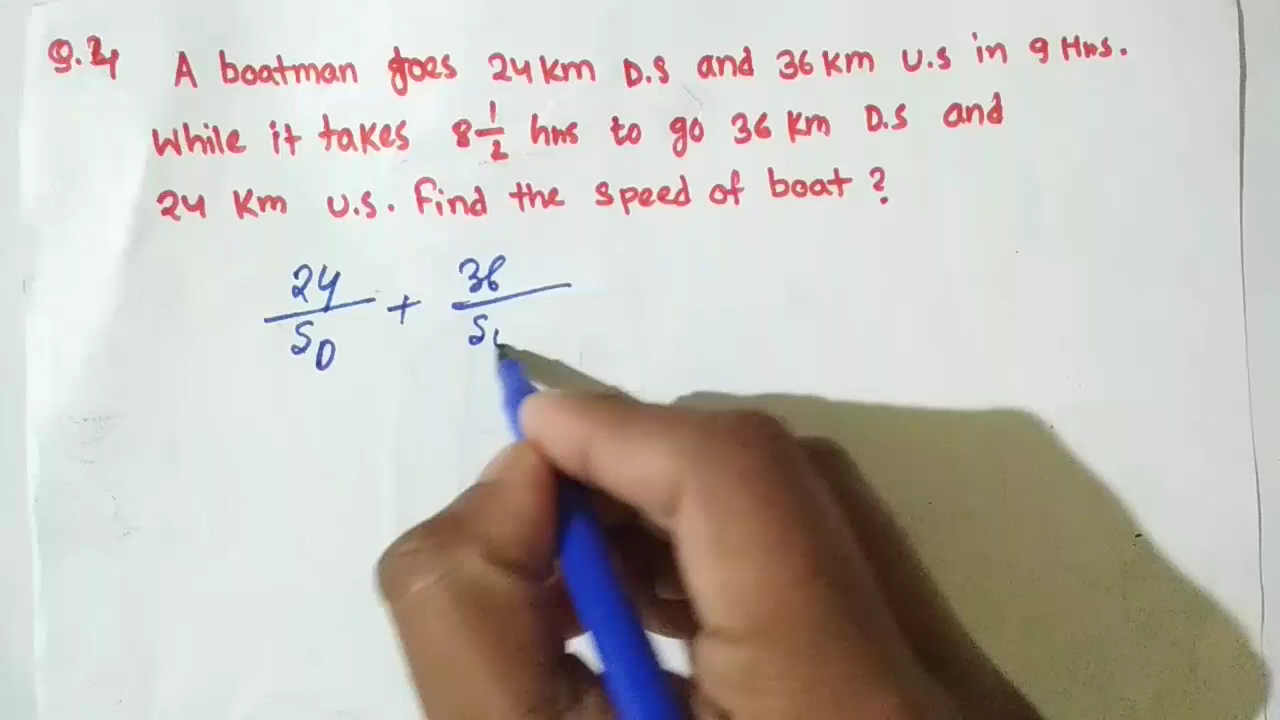 Q.2y A boatman goes 24 Km D.S and 36 Km U.S in 9 Hrs.
While it takes 8 1/2 hrs to go 36 Km D.S and
24 Km U.S. Find the speed of boat ?
24/S_D + 36/S